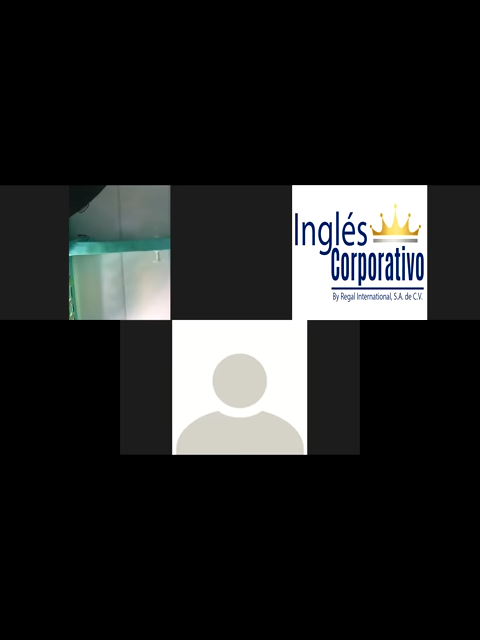 Inglés
Corporativo
By Regal International, S.A. de C.V.